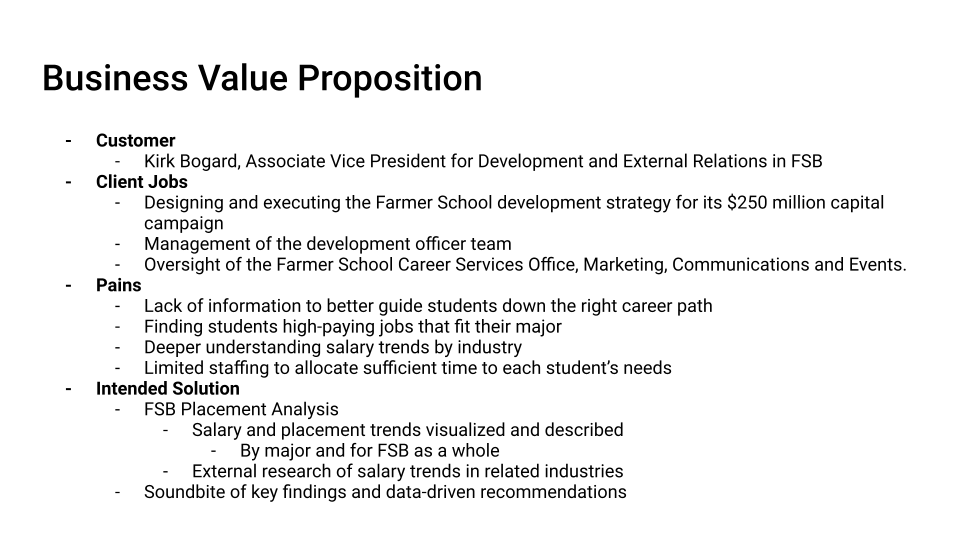 Business Value Proposition
- Customer
- Kirk Bogard, Associate Vice President for Development and External Relations in FSB
- Client Jobs
- Designing and executing the Farmer School development strategy for its $250 million capital
campaign
- Management of the development officer team
- Oversight of the Farmer School Career Services Office, Marketing, Communications and Events.
- Pains
- Lack of information to better guide students down the right career path
- Finding students high-paying jobs that fit their major
- Deeper understanding salary trends by industry
- Limited staffing to allocate sufficient time to each student’s needs
- Intended Solution
- FSB Placement Analysis
- Salary and placement trends visualized and described
- By major and for FSB as a whole
- External research of salary trends in related industries
- Soundbite of key findings and data-driven recommendations